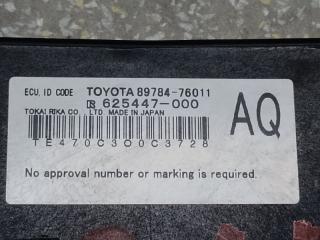 ECU, ID CODE TOYOTA 89784-76011
625447-000
TOKAI RIKA CO., LTD. MADE IN JAPAN
AQ
TE470C300C3728
No approval number or marking is required.